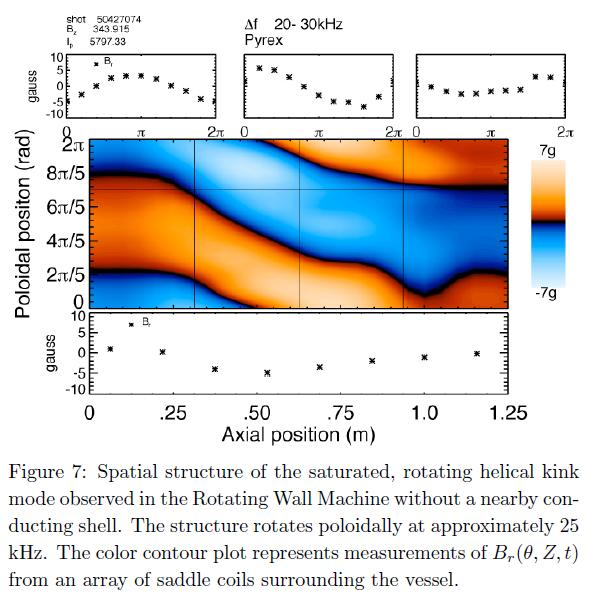 shot 50427074
B_z 343.915
I_p 5797.33
Δf 20- 30kHz
Pyrex
gauss
10
5
0
-5
-10
B_r
0 π 2π
0 π 2π
0 π 2π
Poloidal positon (rad)
2π
8π/5
6π/5
4π/5
2π/5
0
7g
-7g
gauss
10
5
0
-5
-10
B_r
0 .25 .50 .75 1.0 1.25
Axial position (m)
Figure 7: Spatial structure of the saturated, rotating helical kink
mode observed in the Rotating Wall Machine without a nearby con-
ducting shell. The structure rotates poloidally at approximately 25
kHz. The color contour plot represents measurements of B_r(θ, Z, t)
from an array of saddle coils surrounding the vessel.